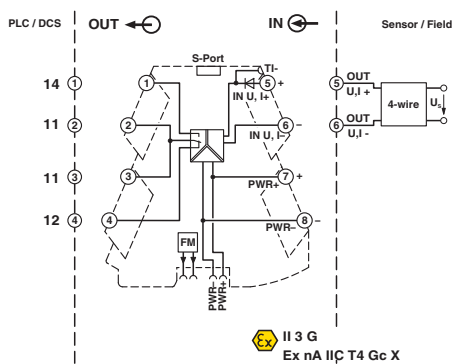 PLC / DCS OUT IN Sensor / Field
S-Port
TI-
14 1 1 5 + 5 OUT
IN U, I+ U,I +
4-wire Us
11 2 2 6 – 6 OUT
IN U, I– U,I -
11 3 3 7 +
PWR+
12 4 4 8 –
PWR–
FM
PWR–
PWR+
Ex II 3 G
Ex nA IIC T4 Gc X